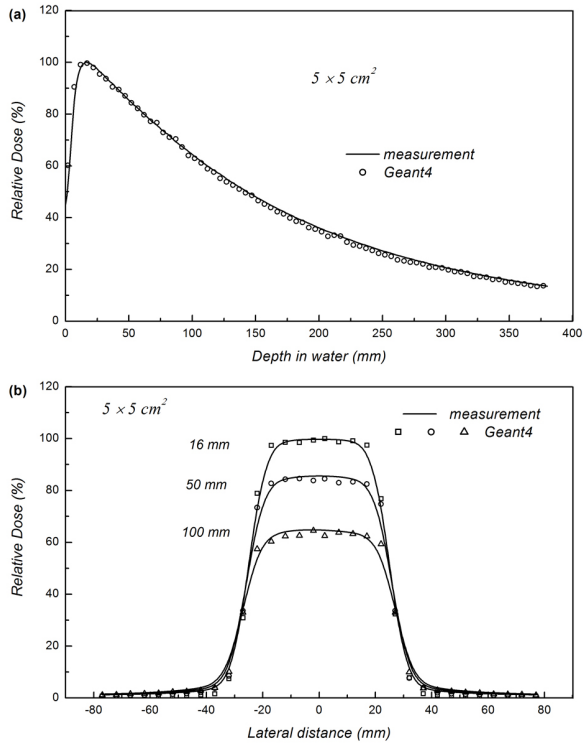 (a)
120
100
80
60
40
20
0
Relative Dose (%)
5 × 5 cm²
measurement
Geant4
0 50 100 150 200 250 300 350 400
Depth in water (mm)
(b)
120
100
80
60
40
20
0
Relative Dose (%)
5 × 5 cm²
measurement
Geant4
16 mm
50 mm
100 mm
-80 -60 -40 -20 0 20 40 60 80
Lateral distance (mm)